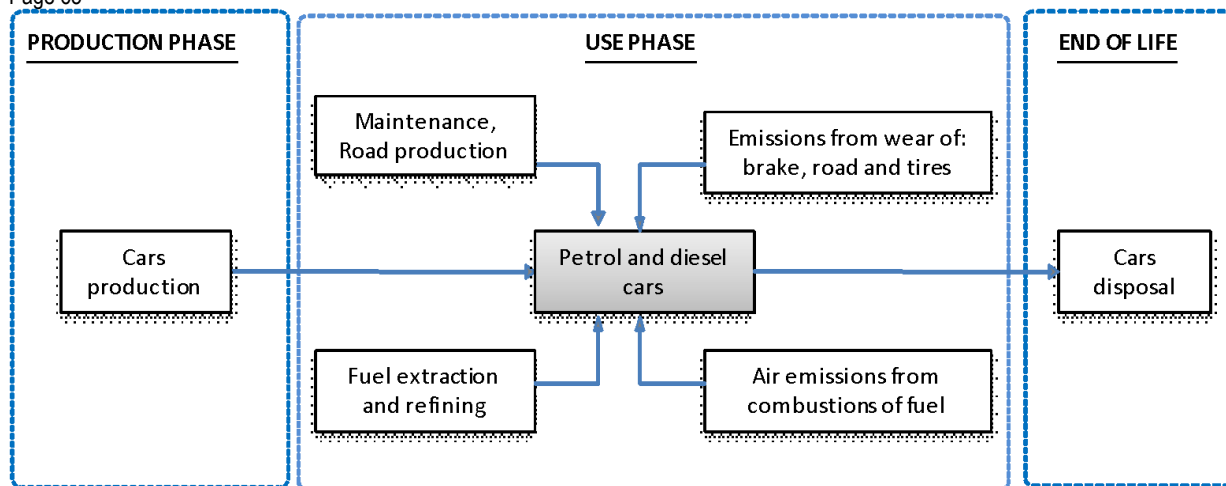 PRODUCTION PHASE
USE PHASE
END OF LIFE
Maintenance,
Road production
Emissions from wear of:
brake, road and tires
Cars
production
Petrol and diesel
cars
Cars
disposal
Fuel extraction
and refining
Air emissions from
combustions of fuel